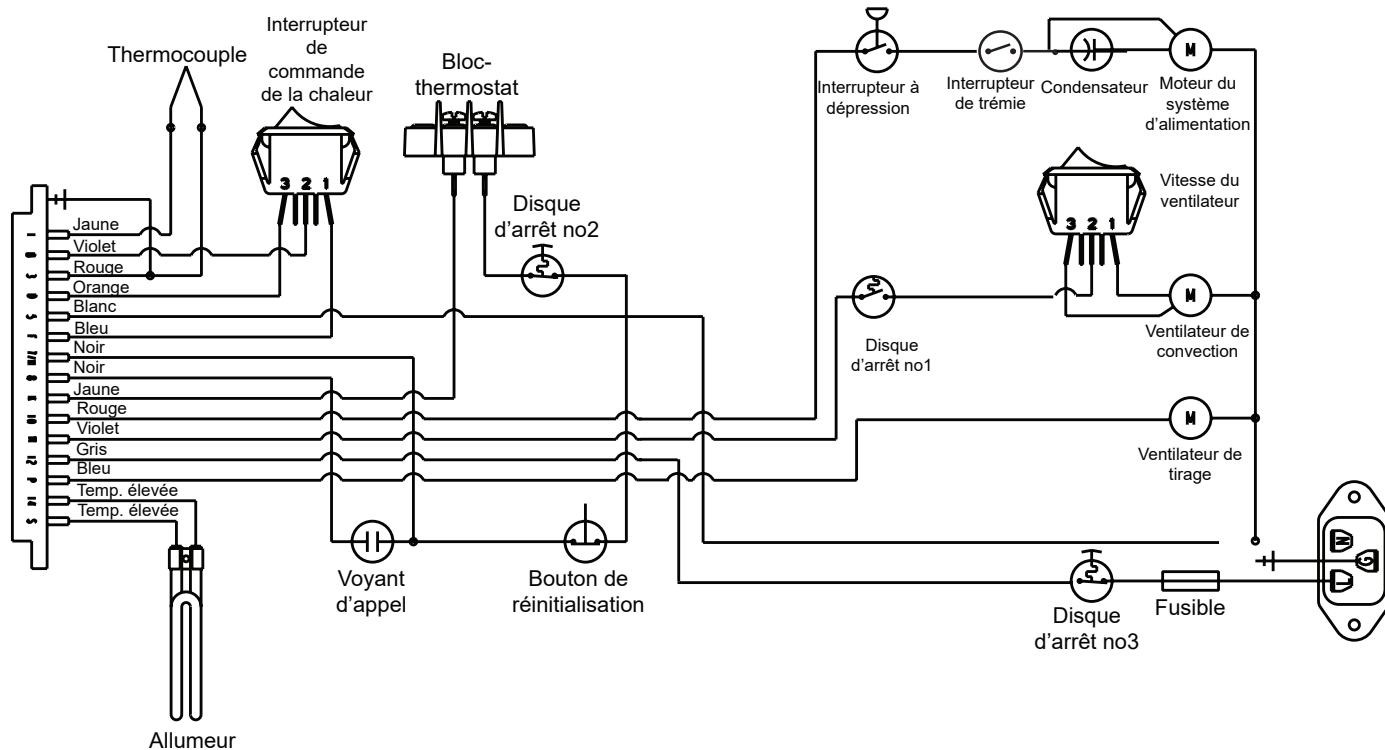 Thermocouple
Interrupteur
de
commande
de la chaleur
Bloc-
thermostat
Interrupteur à
dépression
Interrupteur
de trémie
Condensateur
Moteur du
système
d’alimentation
M
3 2 1
Disque
d’arrêt no2
Vitesse du
ventilateur
3 2 1
Jaune
Violet
Rouge
Orange
Blanc
Bleu
Noir
Noir
Jaune
Rouge
Violet
Gris
Bleu
Temp. élevée
Temp. élevée
Disque
d’arrêt no1
M
Ventilateur de
convection
M
Ventilateur de
tirage
Voyant
d’appel
Bouton de
réinitialisation
Disque
d’arrêt no3
Fusible
N
G
L
Allumeur